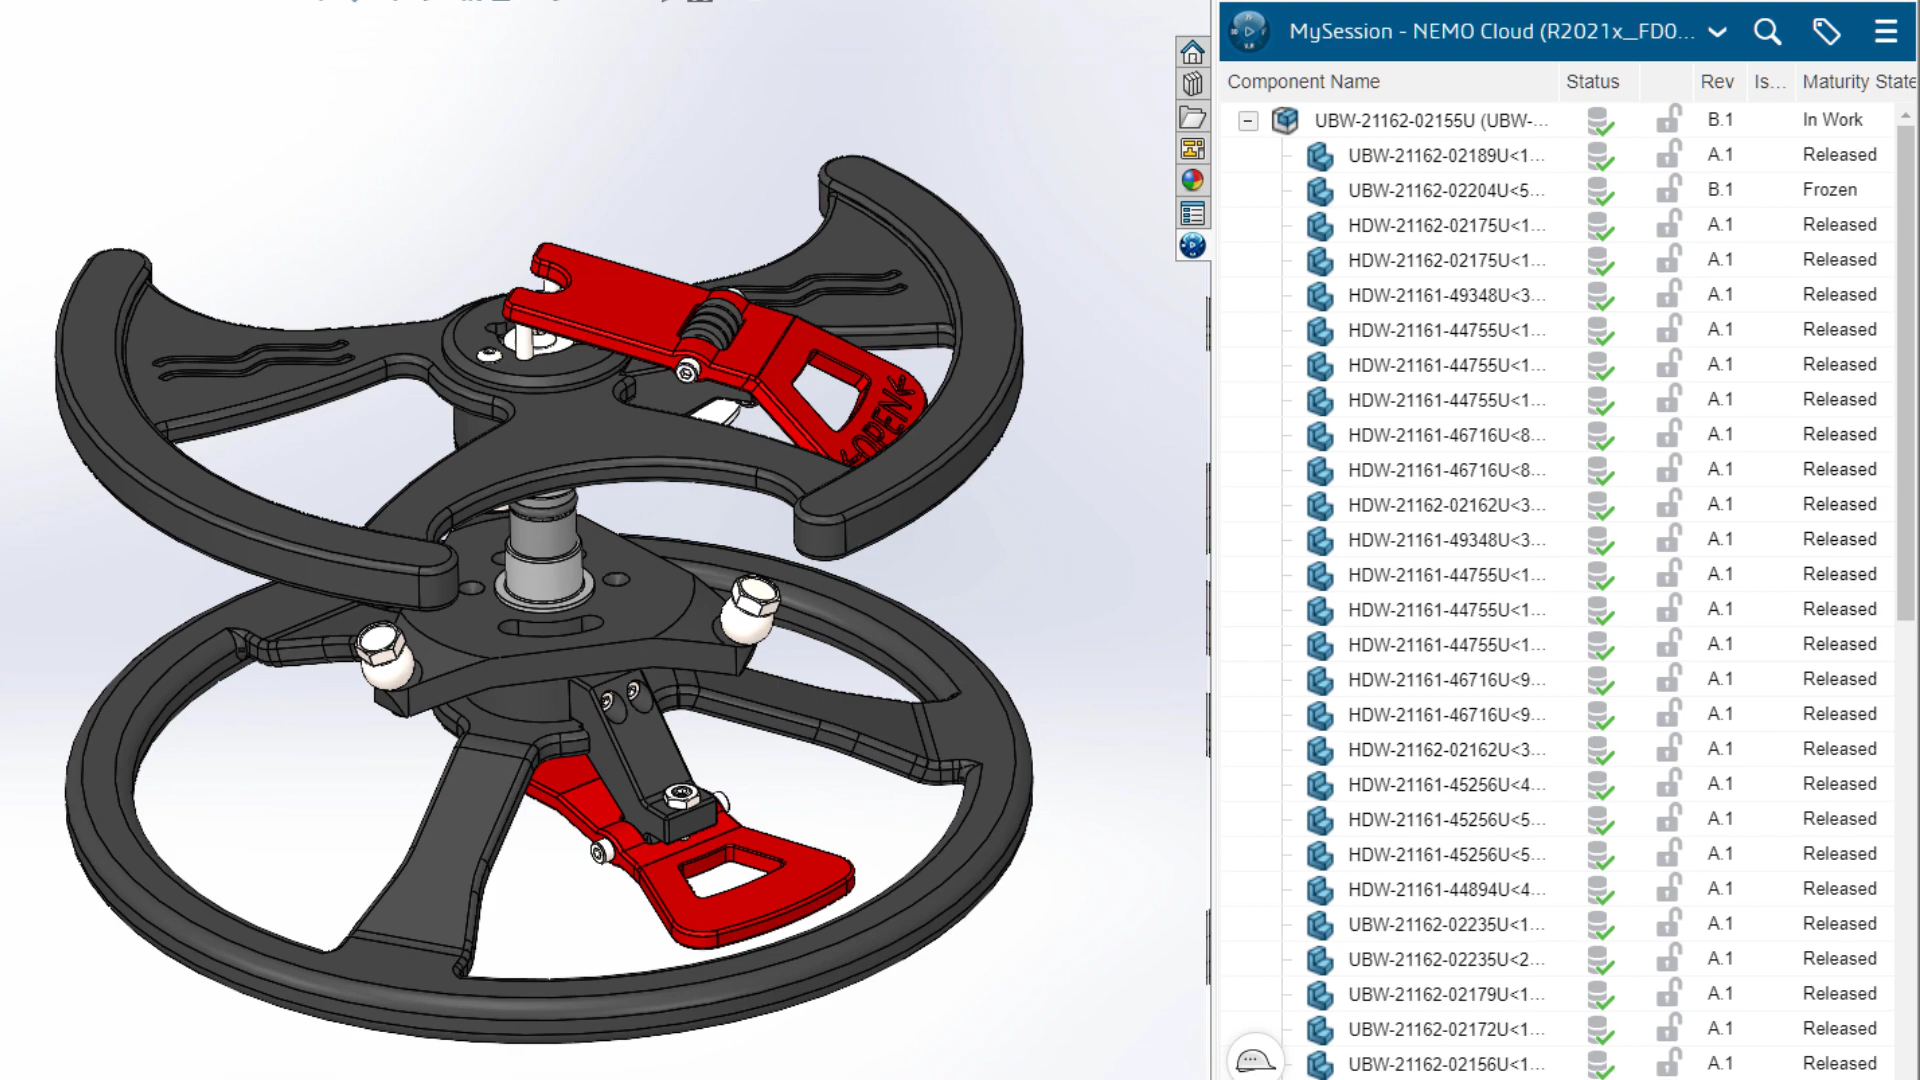 MySession - NEMO Cloud (R2021x_FD0...
Component Name Status Rev Is... Maturity State
UBW-21162-02155U (UBW-... B.1 In Work
UBW-21162-02189U<1... A.1 Released
UBW-21162-02204U<5... B.1 Frozen
HDW-21162-02175U<1... A.1 Released
HDW-21162-02175U<1... A.1 Released
HDW-21161-49348U<3... A.1 Released
HDW-21161-44755U<1... A.1 Released
HDW-21161-44755U<1... A.1 Released
HDW-21161-44755U<1... A.1 Released
HDW-21161-46716U<8... A.1 Released
HDW-21161-46716U<8... A.1 Released
HDW-21162-02162U<3... A.1 Released
HDW-21161-49348U<3... A.1 Released
HDW-21161-44755U<1... A.1 Released
HDW-21161-44755U<1... A.1 Released
HDW-21161-44755U<1... A.1 Released
HDW-21161-46716U<9... A.1 Released
HDW-21161-46716U<9... A.1 Released
HDW-21162-02162U<3... A.1 Released
HDW-21161-45256U<4... A.1 Released
HDW-21161-45256U<5... A.1 Released
HDW-21161-45256U<5... A.1 Released
HDW-21161-44894U<4... A.1 Released
UBW-21162-02235U<1... A.1 Released
UBW-21162-02235U<2... A.1 Released
UBW-21162-02179U<1... A.1 Released
UBW-21162-02172U<1... A.1 Released
UBW-21162-02156U<1... A.1 Released
OPEN